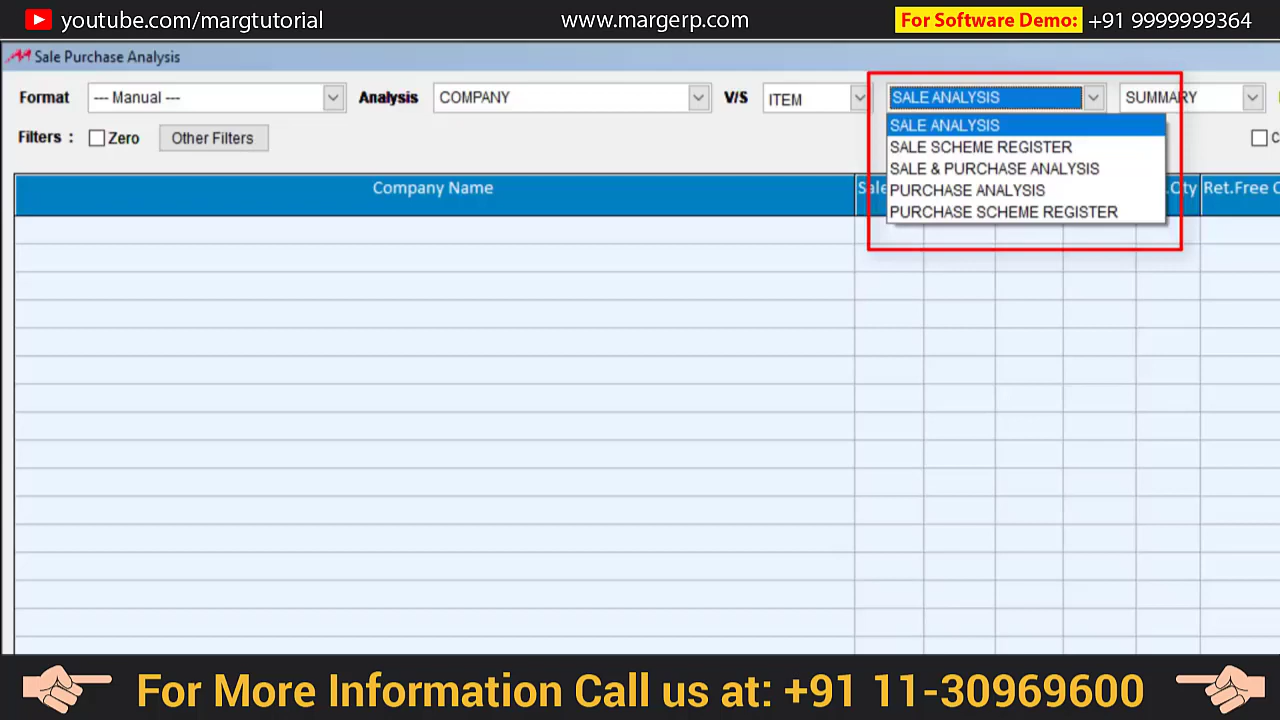 youtube.com/margtutorial www.margerp.com For Software Demo: +91 9999999364
Sale Purchase Analysis
Format --- Manual --- Analysis COMPANY V/S ITEM SALE ANALYSIS SUMMARY
SALE ANALYSIS
SALE SCHEME REGISTER
SALE & PURCHASE ANALYSIS
PURCHASE ANALYSIS
PURCHASE SCHEME REGISTER
Filters : Zero Other Filters
Company Name Sale Qty Ret.Free
For More Information Call us at: +91 11-30969600